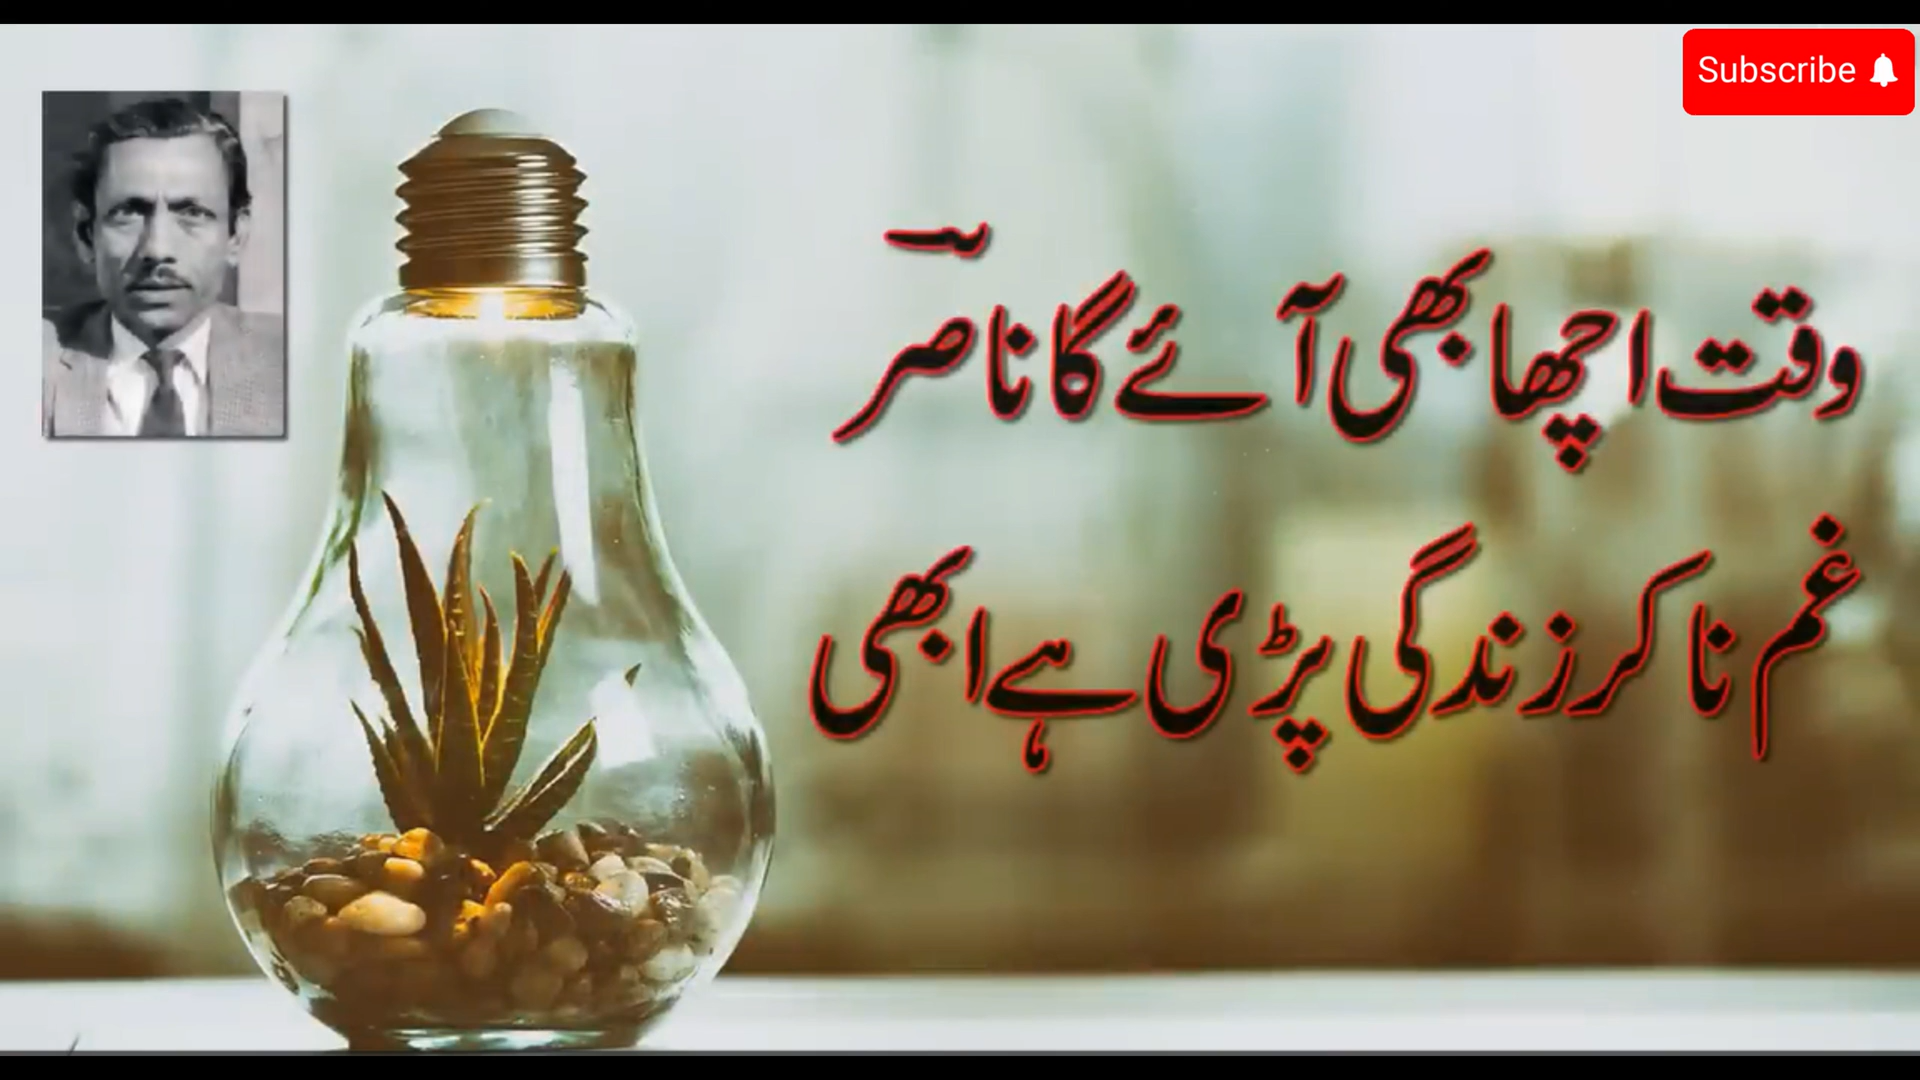 Subscribe
وقت اچھا بھی آئے گا ناصرؔ
غم نا کر زندگی پڑی ہے ابھی